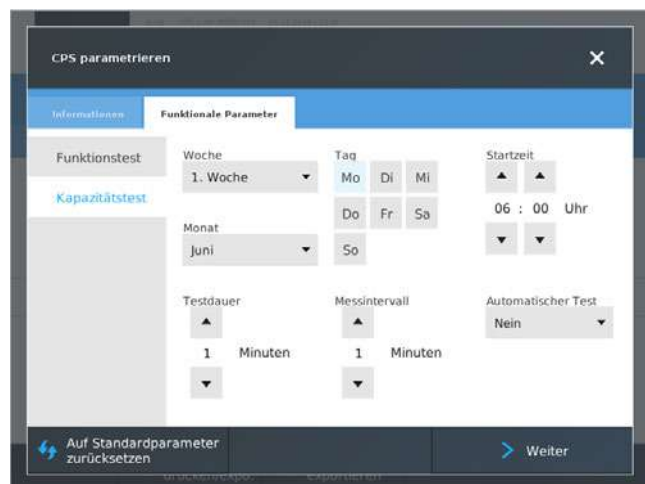 CPS parametrieren
Informationen Funktionale Parameter
Funktionstest
Kapazitätstest
Woche
1. Woche
Tag
Mo Di Mi
Do Fr Sa
So
Startzeit
06 : 00 Uhr
Monat
Juni
Testdauer
1 Minuten
Messintervall
1 Minuten
Automatischer Test
Nein
Auf Standardparameter
zurücksetzen
Weiter
exportieren